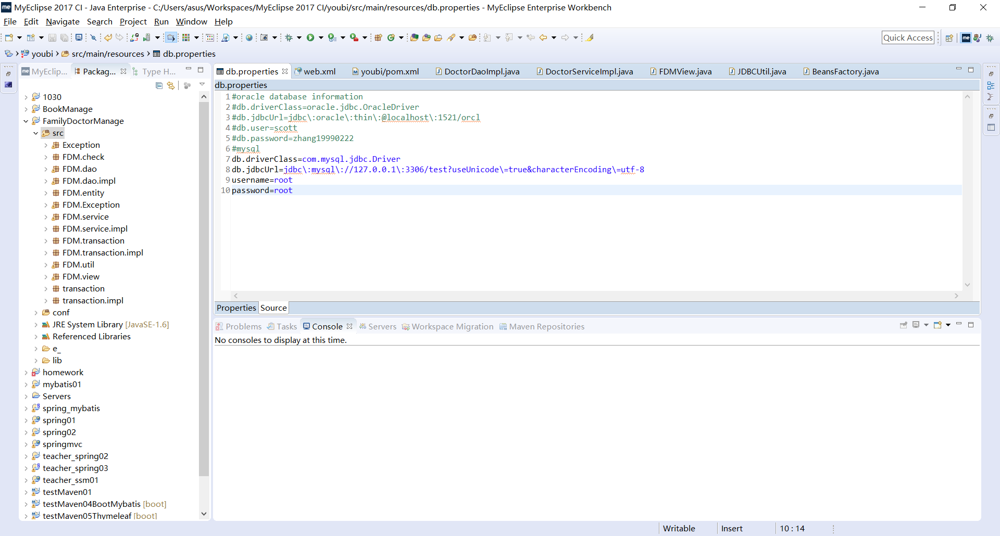 MyEclipse 2017 CI - Java Enterprise - C:/Users/asus/Workspaces/MyEclipse 2017 CI/youbi/src/main/resources/db.properties - MyEclipse Enterprise Workbench
File Edit Navigate Search Project Run Window Help
Quick Access
youbi src/main/resources db.properties
MyEclip... Packag... Type H...
db.properties web.xml youbi/pom.xml DoctorDaoImpl.java DoctorServiceImpl.java FDMView.java JDBCUtil.java BeansFactory.java
db.properties
1030
BookManage
FamilyDoctorManage
src
Exception
FDM.check
FDM.dao
FDM.dao.impl
FDM.entity
FDM.Exception
FDM.service
FDM.service.impl
FDM.transaction
FDM.transaction.impl
FDM.util
FDM.view
transaction
transaction.impl
conf
JRE System Library [JavaSE-1.6]
Referenced Libraries
e_
lib
homework
mybatis01
Servers
spring_mybatis
spring01
spring02
springmvc
teacher_spring02
teacher_spring03
teacher_ssm01
testMaven01
testMaven04BootMybatis [boot]
testMaven05Thymeleaf [boot]
1 #oracle database information
2 #db.driverClass=oracle.jdbc.OracleDriver
3 #db.jdbcUrl=jdbc\:oracle\:thin\:@localhost\:1521/orcl
4 #db.user=scott
5 #db.password=zhang19990222
6 #mysql
7 db.driverClass=com.mysql.jdbc.Driver
8 db.jdbcUrl=jdbc\:mysql\://127.0.0.1\:3306/test?useUnicode\=true&characterEncoding\=utf-8
9 username=root
10 password=root
Properties Source
Problems Tasks Console Servers Workspace Migration Maven Repositories
No consoles to display at this time.
Writable Insert 10 : 14